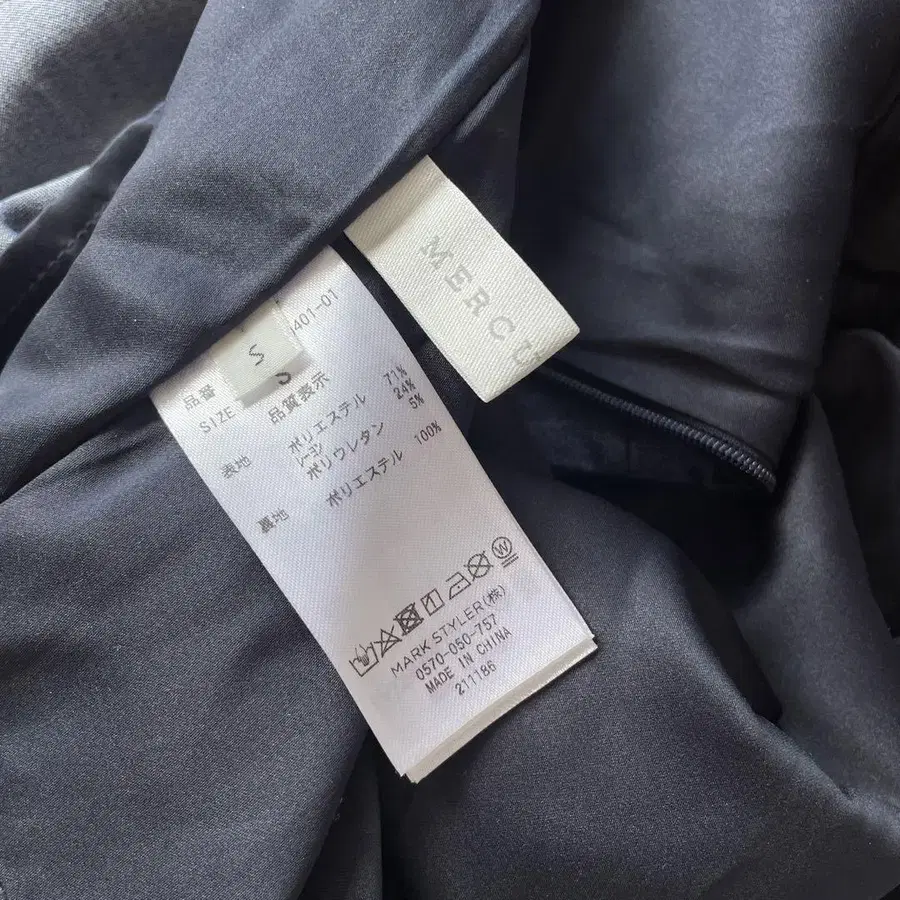 MERCU
S
401-01
品番
SIZE S
品質表示
表地 ポリエステル 71%
レーヨン 24%
ポリウレタン 5%
裏地 ポリエステル 100%
W
MARK STYLER(株)
0570-050-757
MADE IN CHINA
211186